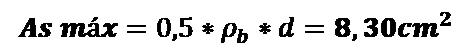 As máx = 0,5 * ρb * d = 8,30cm²